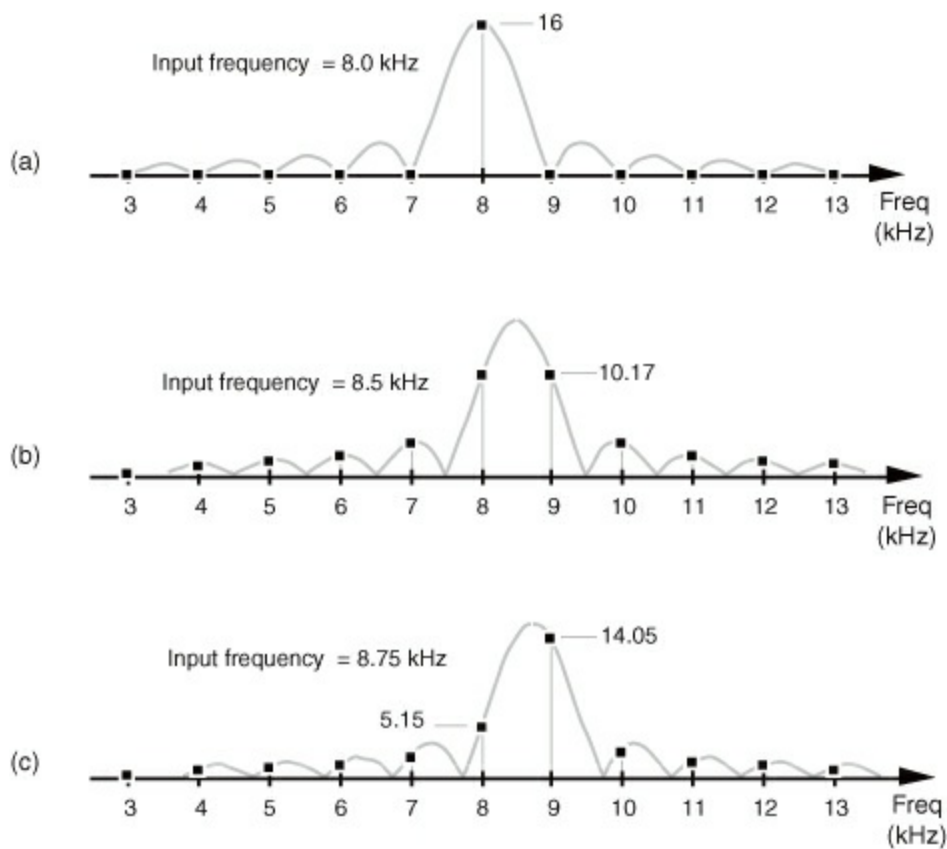 16
Input frequency = 8.0 kHz
(a)
3 4 5 6 7 8 9 10 11 12 13 Freq
(kHz)
Input frequency = 8.5 kHz
10.17
(b)
3 4 5 6 7 8 9 10 11 12 13 Freq
(kHz)
14.05
Input frequency = 8.75 kHz
5.15
(c)
3 4 5 6 7 8 9 10 11 12 13 Freq
(kHz)